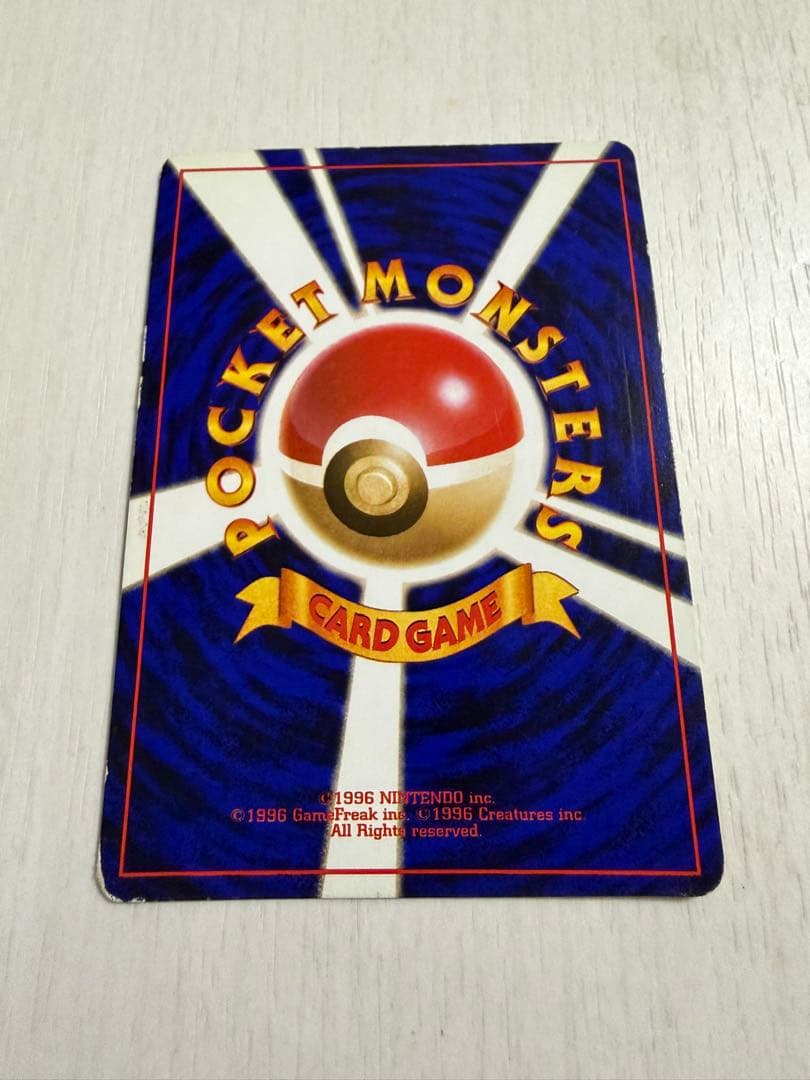 POCKET MONSTERS
CARD GAME
©1996 NINTENDO inc.
©1996 GameFreak inc. ©1996 Creatures inc.
All Rights reserved.